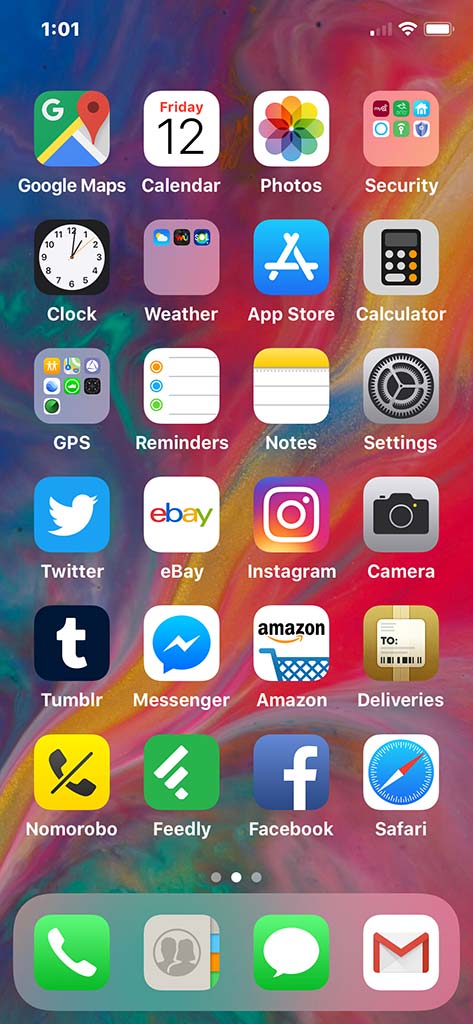 1:01
Friday
12
Google Maps
Calendar
Photos
Security
Clock
Weather
App Store
Calculator
GPS
Reminders
Notes
Settings
Twitter
ebay
eBay
Instagram
Camera
Tumblr
Messenger
amazon
Amazon
TO:
Deliveries
Nomorobo
Feedly
Facebook
Safari